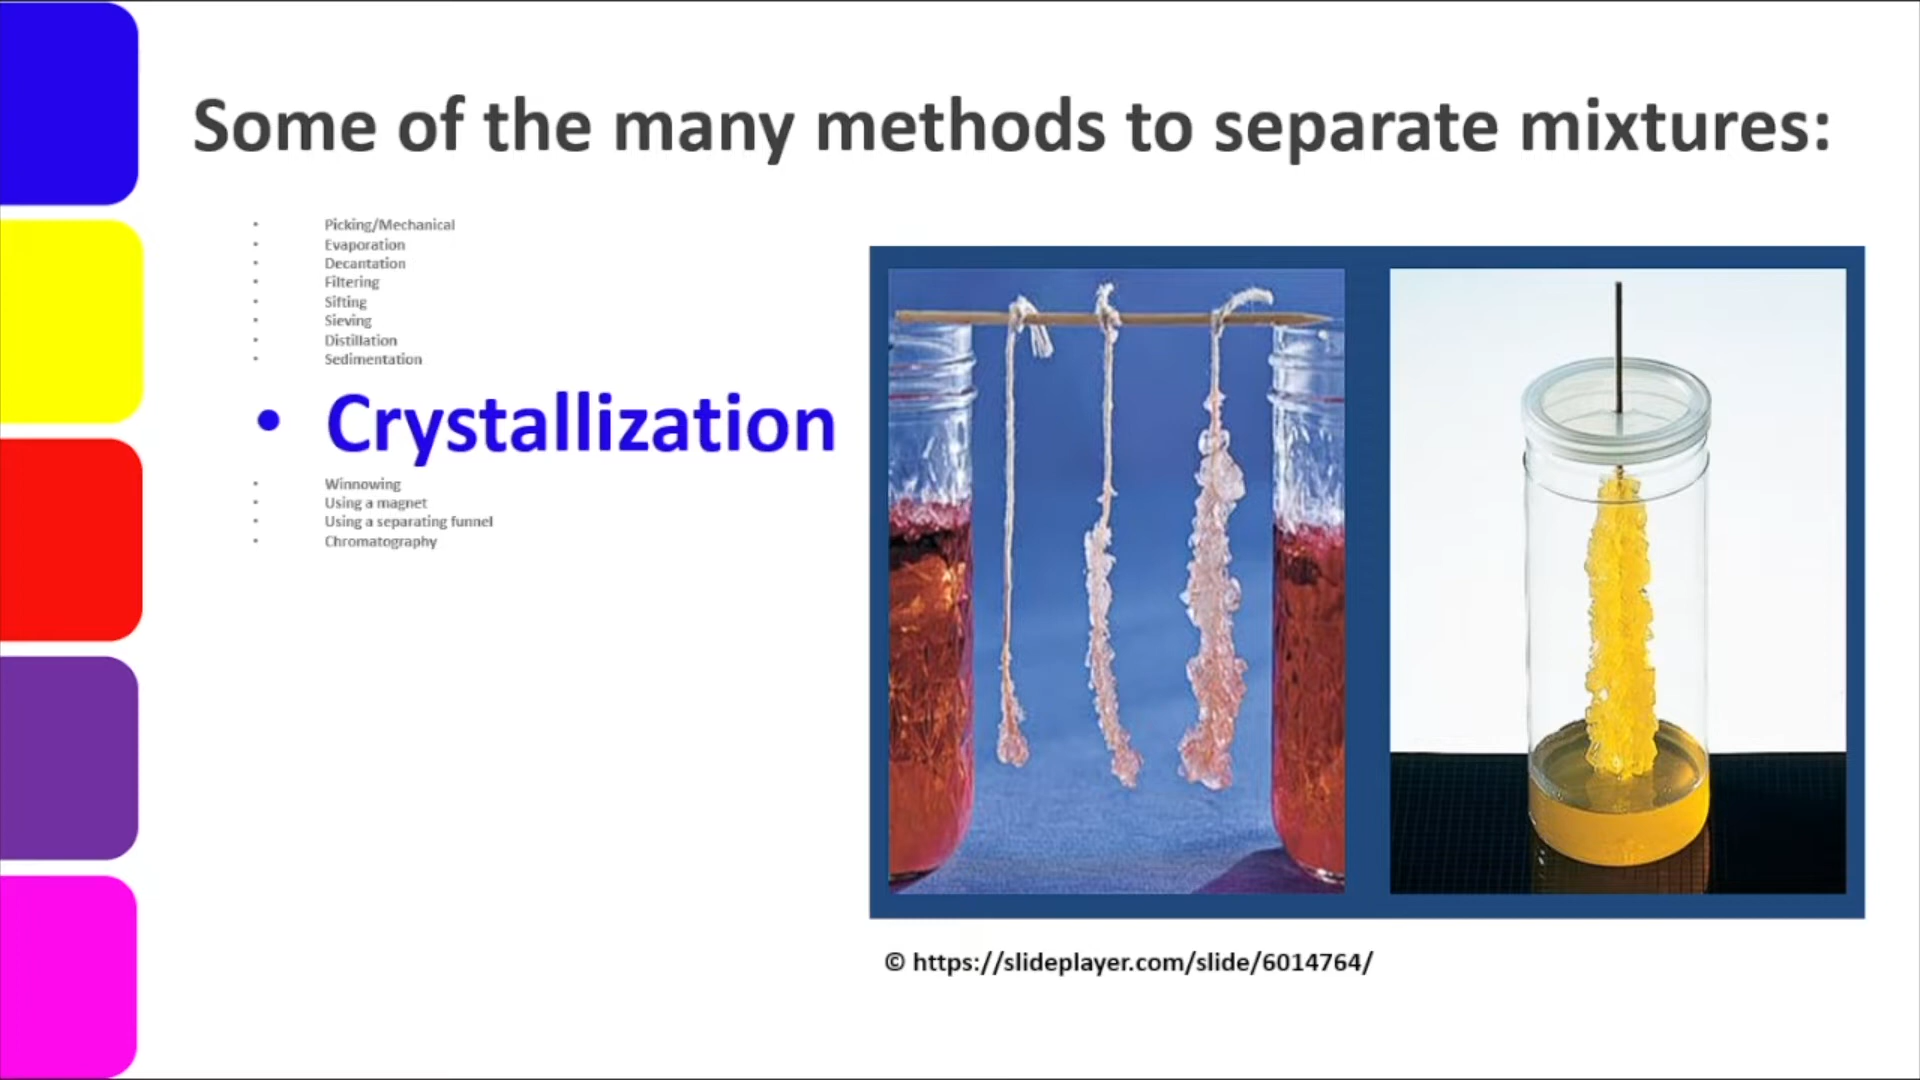 Some of the many methods to separate mixtures:
• Picking/Mechanical
• Evaporation
• Decantation
• Filtering
• Sifting
• Sieving
• Distillation
• Sedimentation
• Crystallization
• Winnowing
• Using a magnet
• Using a separating funnel
• Chromatography
© https://slideplayer.com/slide/6014764/